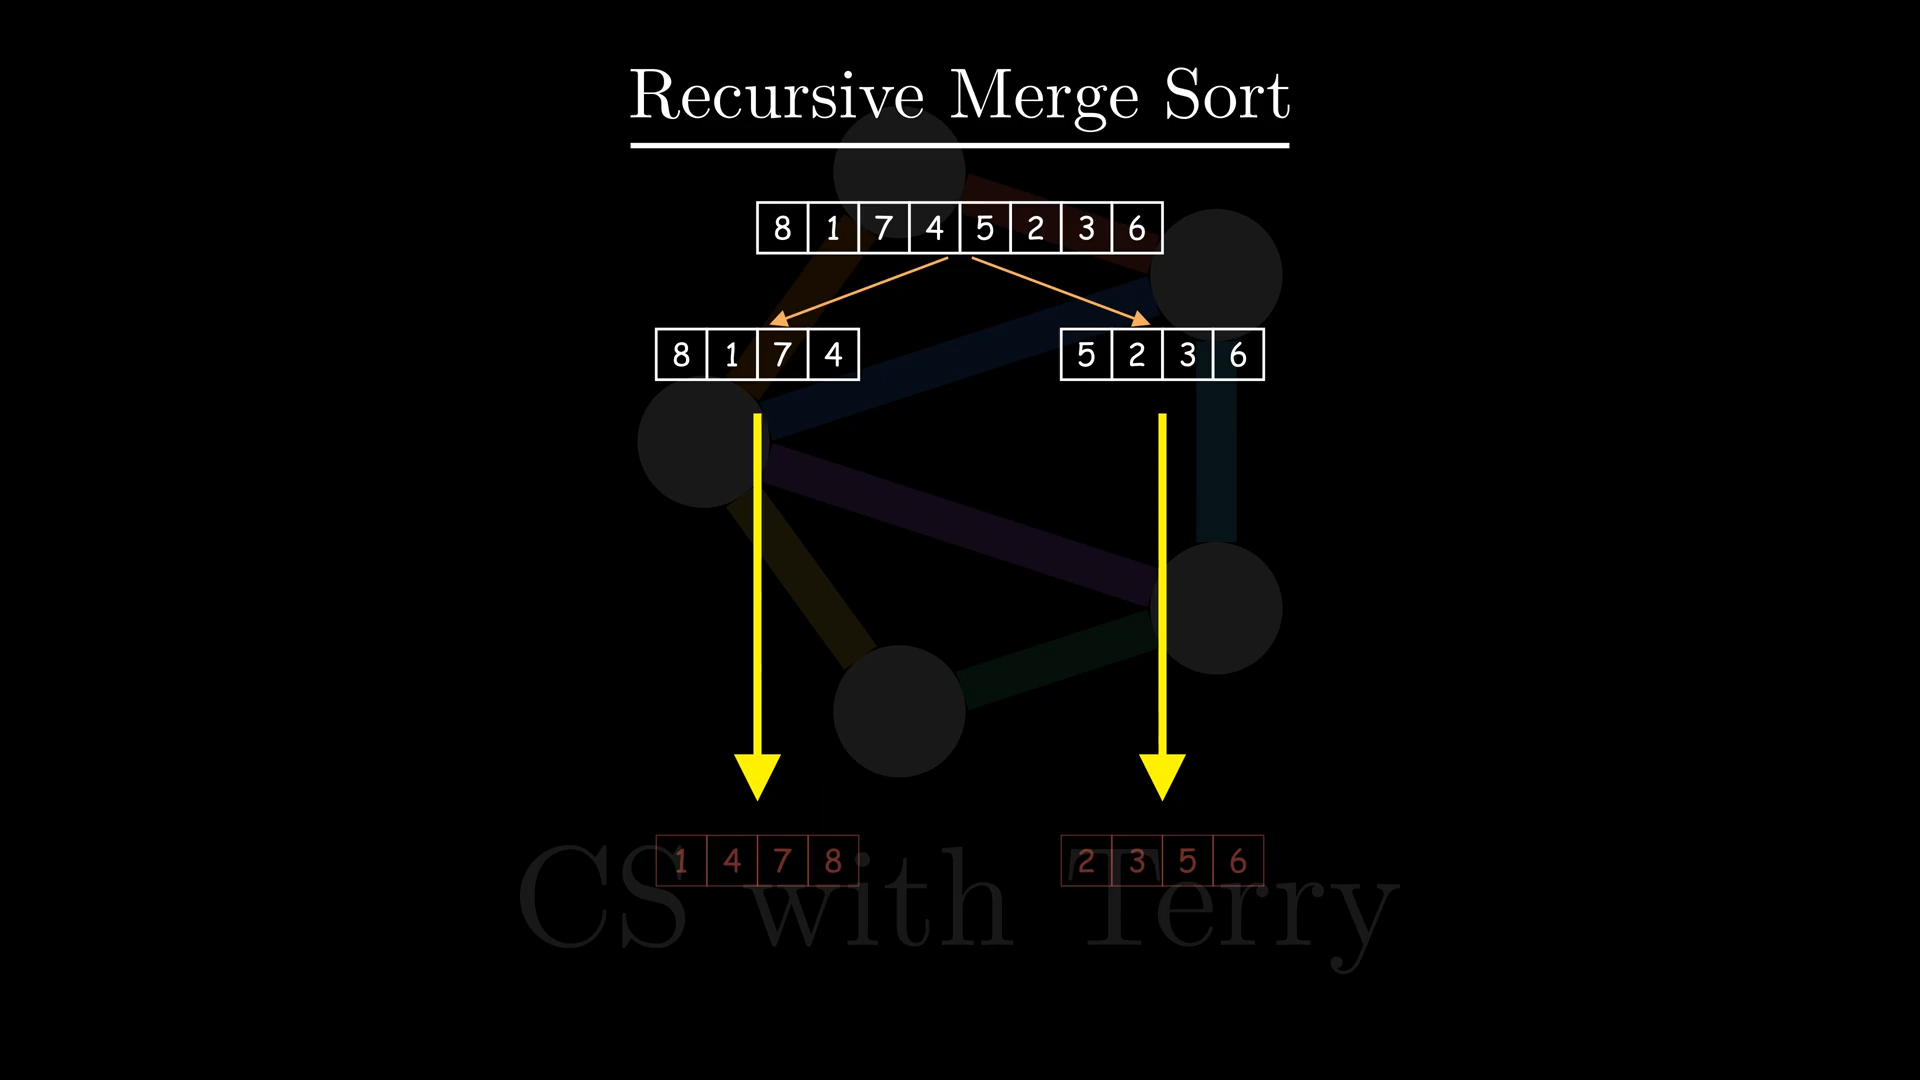 Recursive Merge Sort
8 1 7 4 5 2 3 6
8 1 7 4
5 2 3 6
1 4 7 8
2 3 5 6
CS with Terry